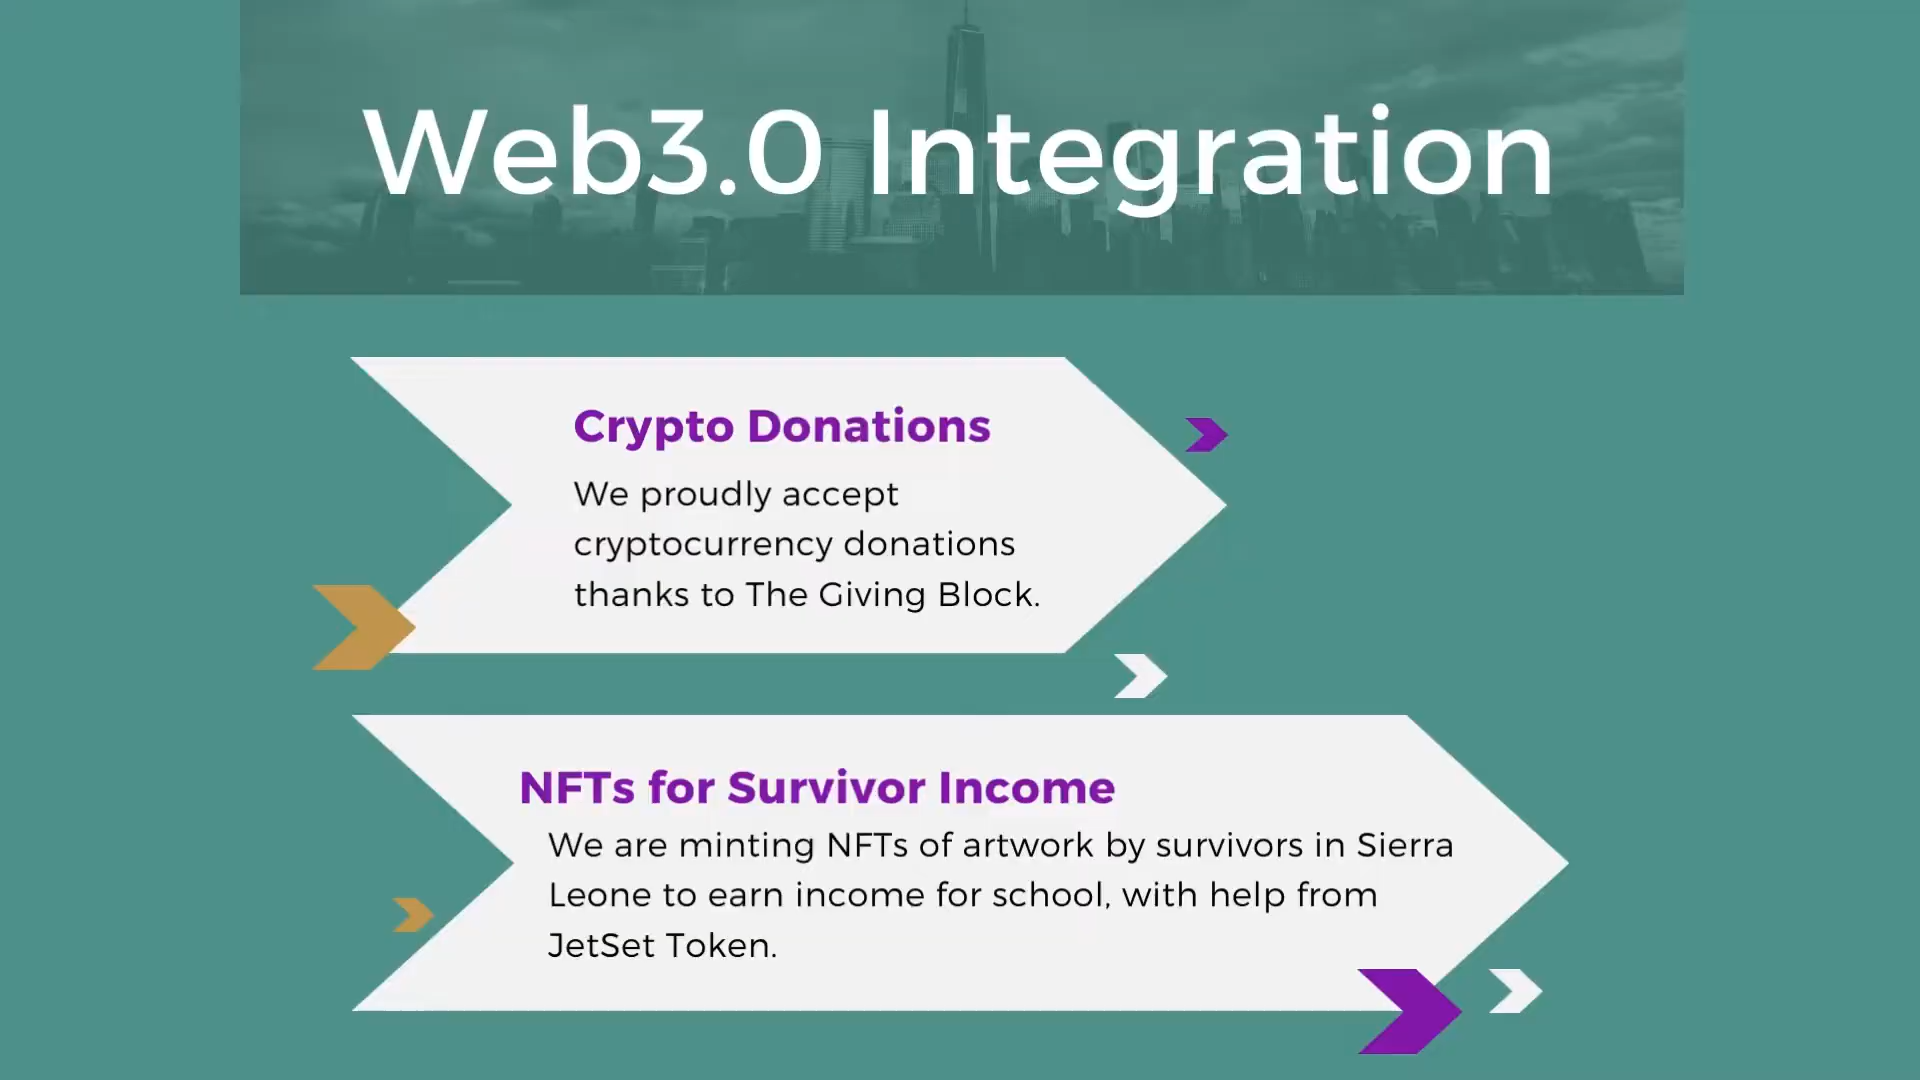 Web3.0 Integration
Crypto Donations
We proudly accept
cryptocurrency donations
thanks to The Giving Block.
NFTs for Survivor Income
We are minting NFTs of artwork by survivors in Sierra
Leone to earn income for school, with help from
JetSet Token.